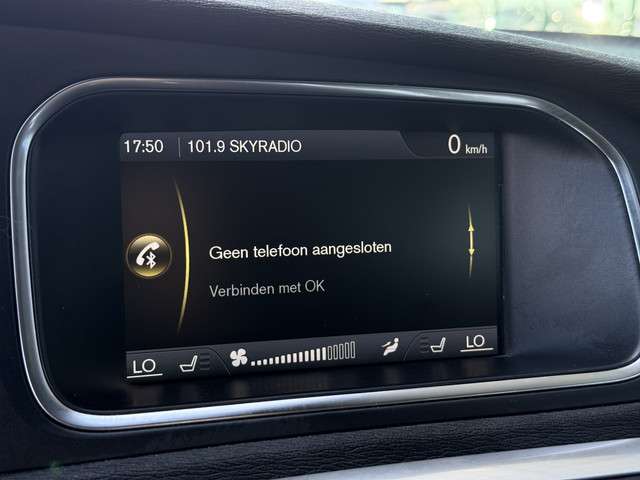 17:50 101.9 SKYRADIO 0 km/h
Geen telefoon aangesloten
Verbinden met OK
LO LO